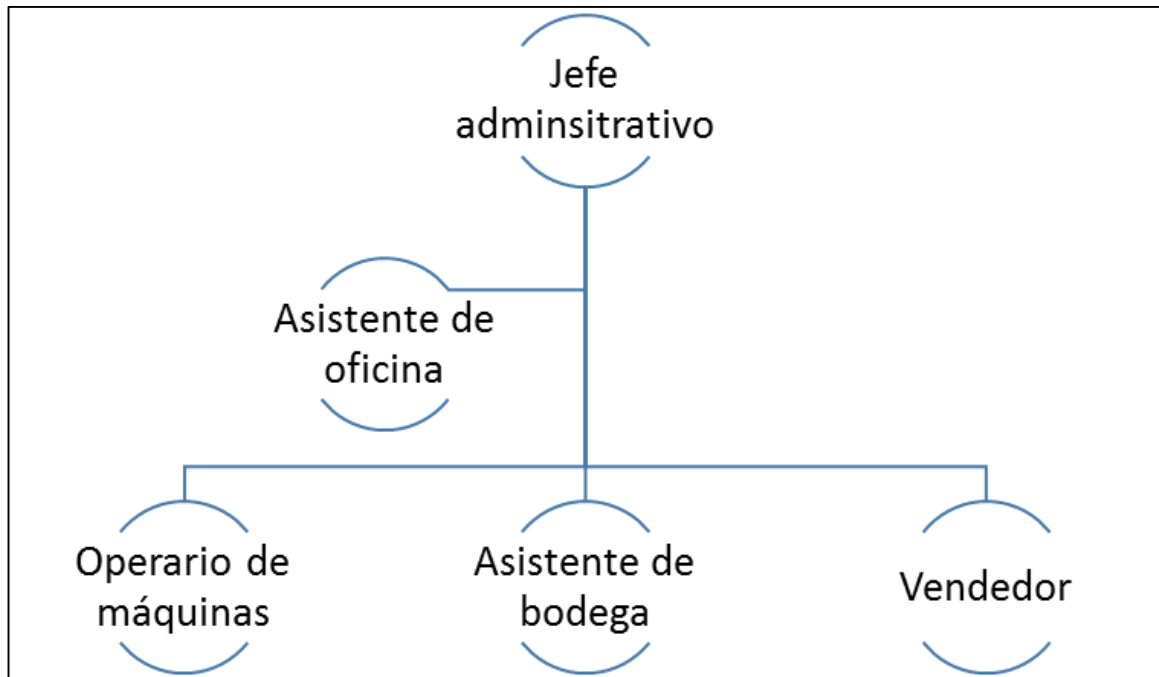 Jefe
adminsitrativo
Asistente de
oficina
Operario de
máquinas
Asistente de
bodega
Vendedor